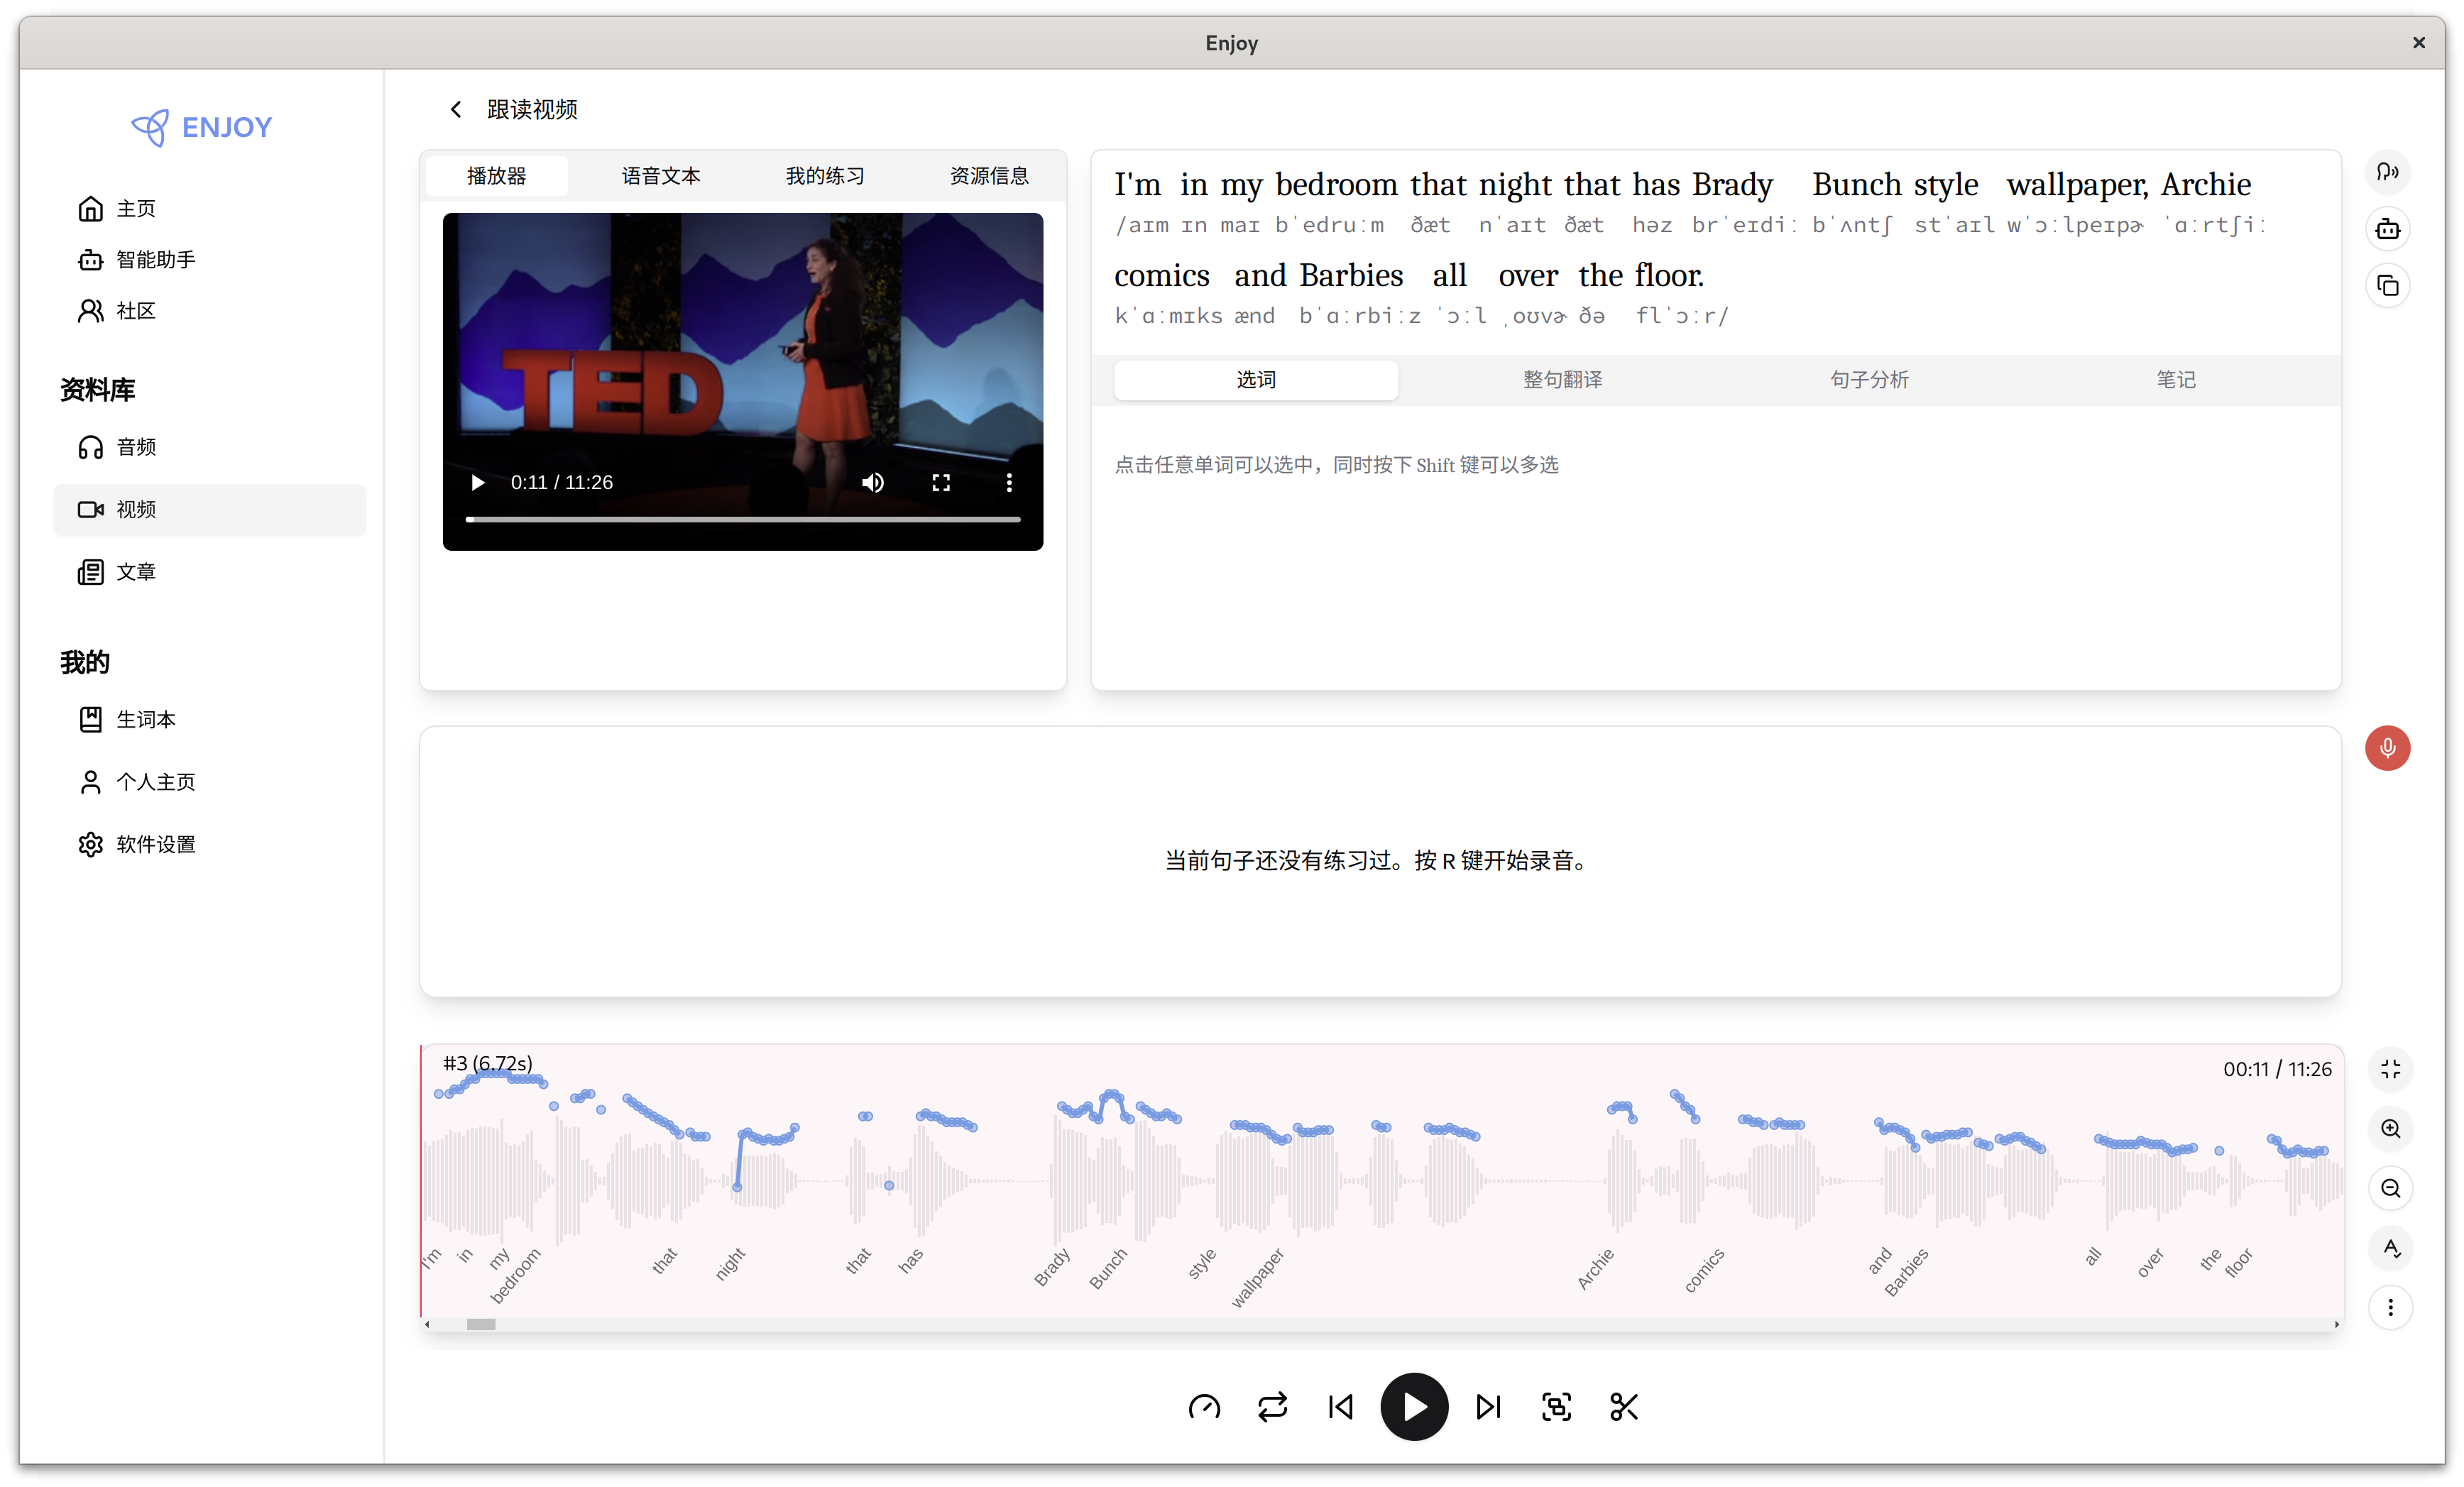 Enjoy
ENJOY
主页
智能助手
社区
资料库
音频
视频
文章
我的
生词本
个人主页
软件设置
跟读视频
播放器 语音文本 我的练习 资源信息
TED
0:11 / 11:26
I'm in my bedroom that night that has Brady Bunch style wallpaper, Archie
/aɪm ɪn maɪ bˈedruːm ðæt nˈaɪt ðæt həz brˈeɪdiː bˈʌntʃ stˈaɪl wˈɔːlpeɪpɚ ˈɑːrtʃiː
comics and Barbies all over the floor.
kˈɑːmɪks ænd bˈɑːrbiːz ˈɔːl ˌoʊvɚ ðə flˈɔːr/
选词 整句翻译 句子分析 笔记
点击任意单词可以选中，同时按下 Shift 键可以多选
当前句子还没有练习过。按 R 键开始录音。
#3 (6.72s) 00:11 / 11:26
I'm in my bedroom that night that has Brady Bunch style wallpaper Archie comics and Barbies all over the floor